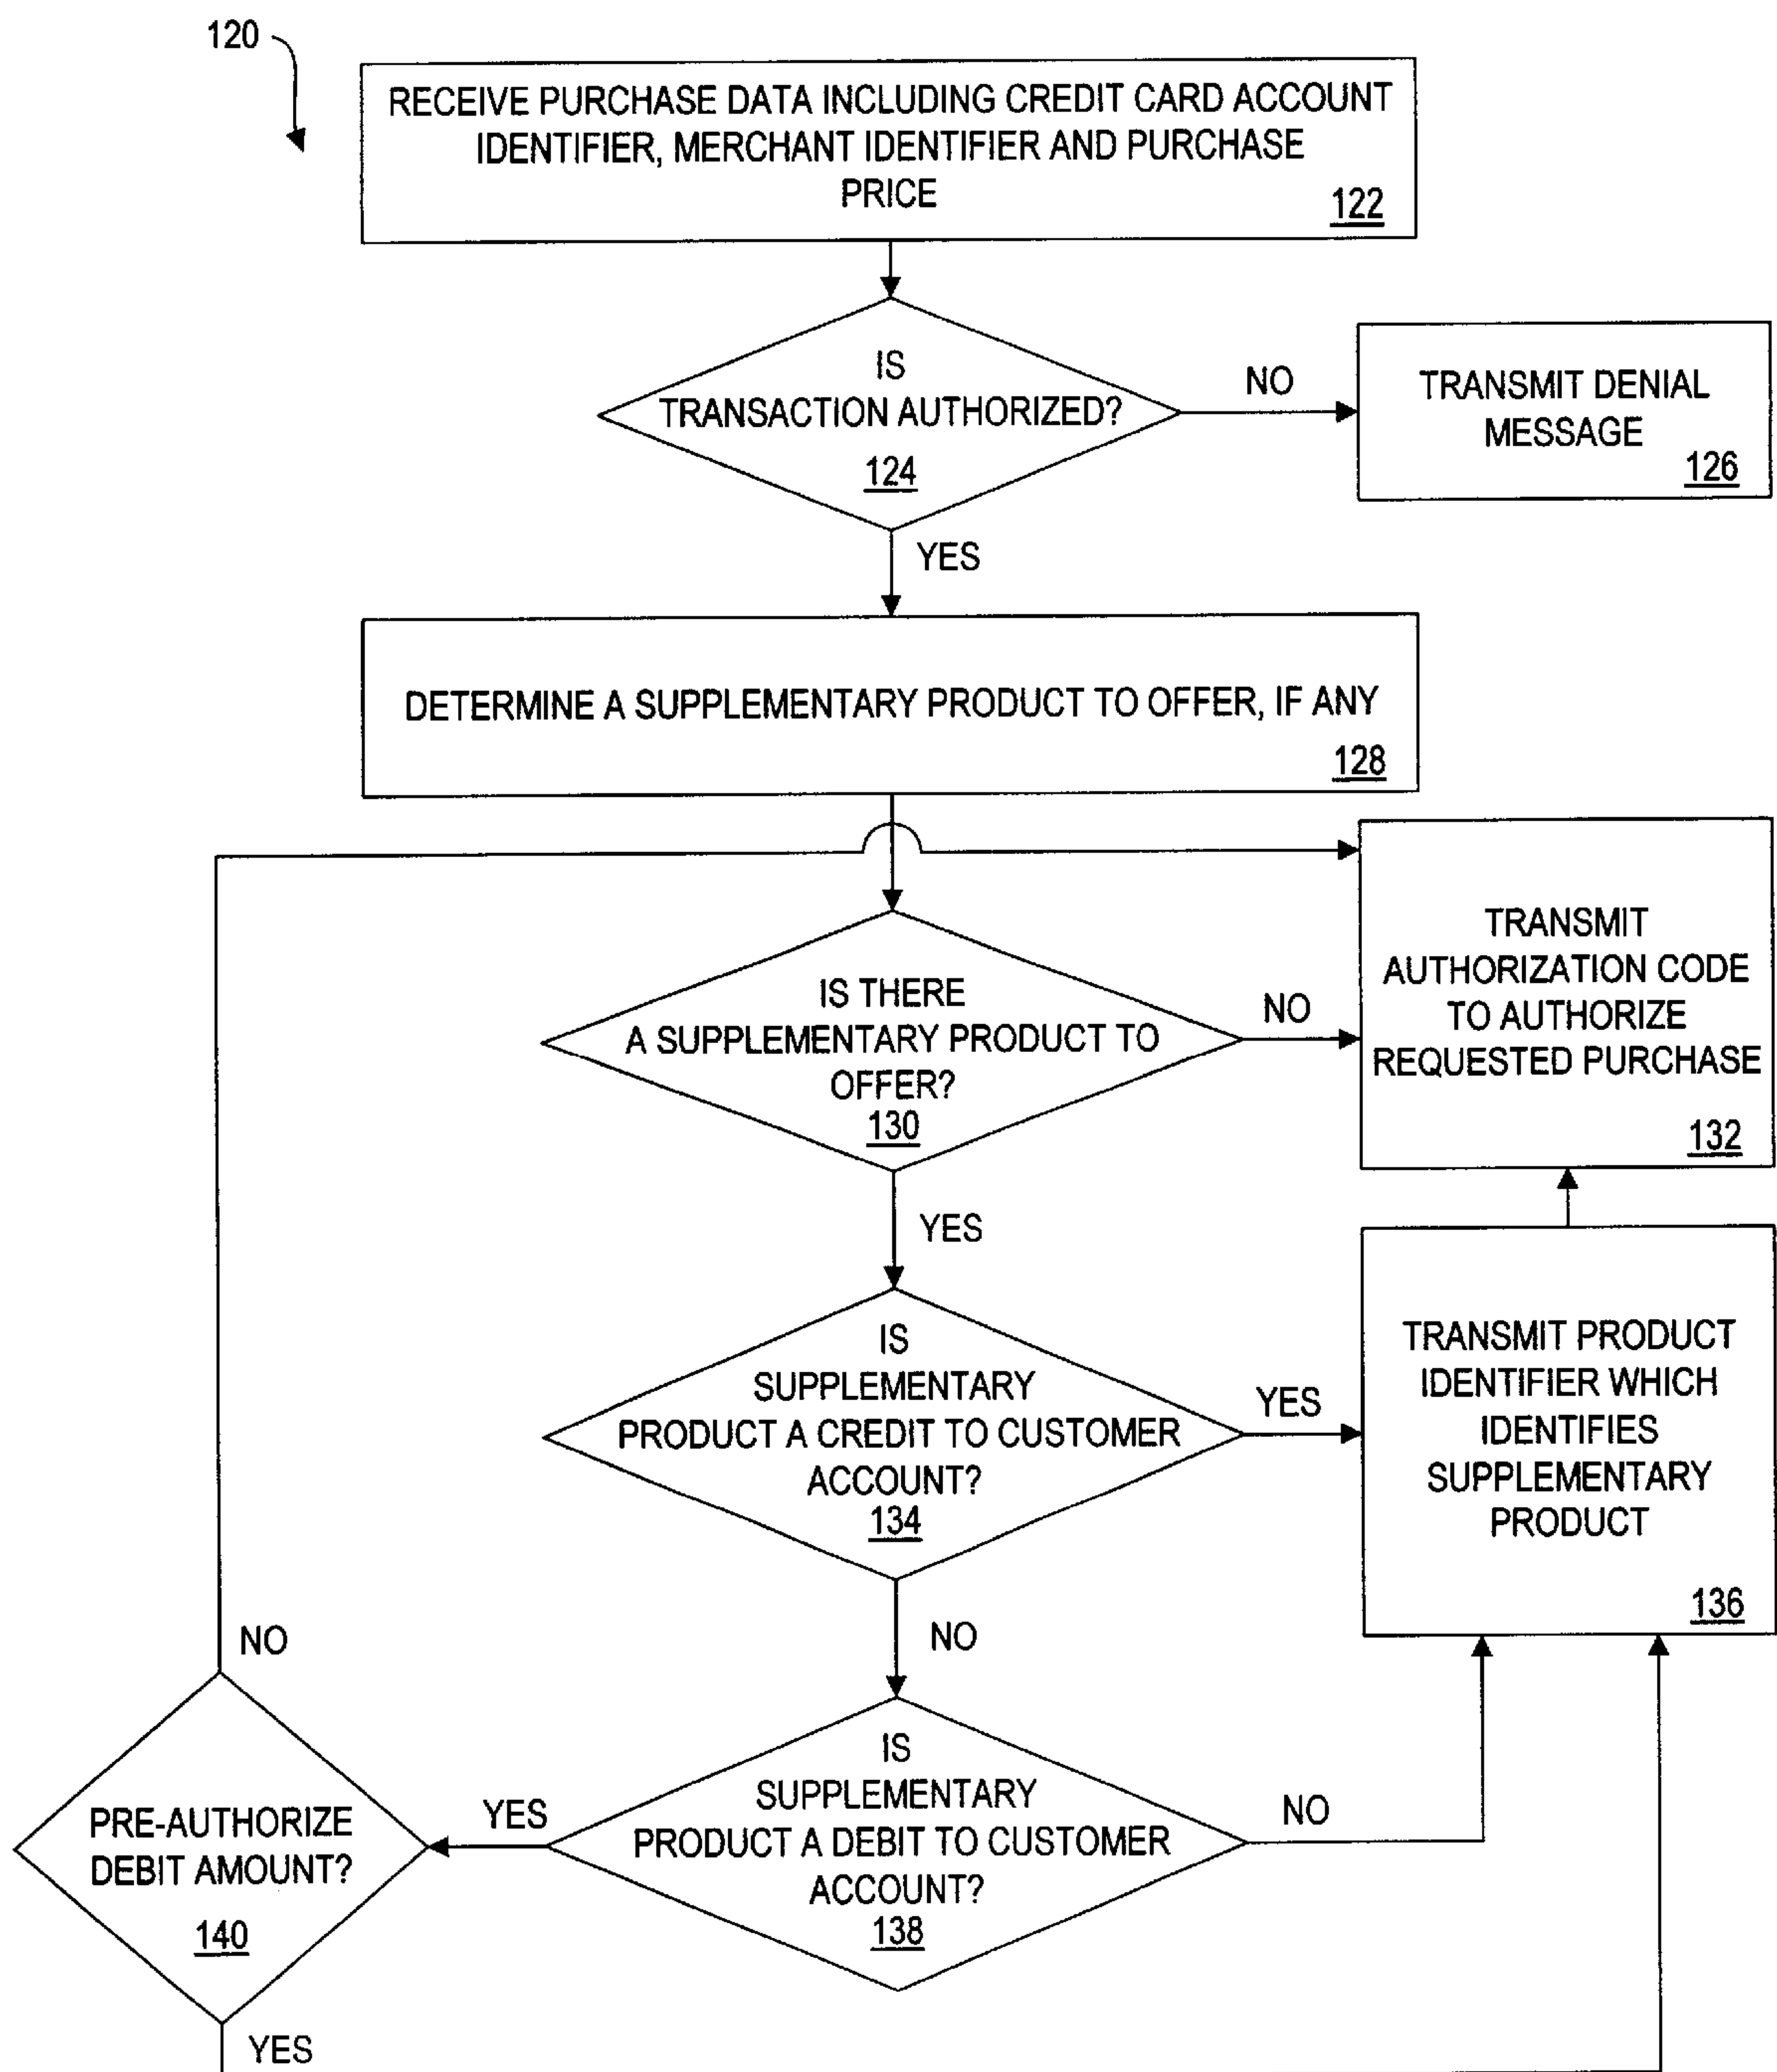 120
RECEIVE PURCHASE DATA INCLUDING CREDIT CARD ACCOUNT
IDENTIFIER, MERCHANT IDENTIFIER AND PURCHASE
PRICE
122
IS
TRANSACTION AUTHORIZED?
124
NO
TRANSMIT DENIAL
MESSAGE
126
YES
DETERMINE A SUPPLEMENTARY PRODUCT TO OFFER, IF ANY
128
IS THERE
A SUPPLEMENTARY PRODUCT TO
OFFER?
130
NO
TRANSMIT
AUTHORIZATION CODE
TO AUTHORIZE
REQUESTED PURCHASE
132
YES
IS
SUPPLEMENTARY
PRODUCT A CREDIT TO CUSTOMER
ACCOUNT?
134
YES
TRANSMIT PRODUCT
IDENTIFIER WHICH
IDENTIFIES
SUPPLEMENTARY
PRODUCT
136
NO
IS
SUPPLEMENTARY
PRODUCT A DEBIT TO CUSTOMER
ACCOUNT?
138
NO
YES
PRE-AUTHORIZE
DEBIT AMOUNT?
140
NO
YES